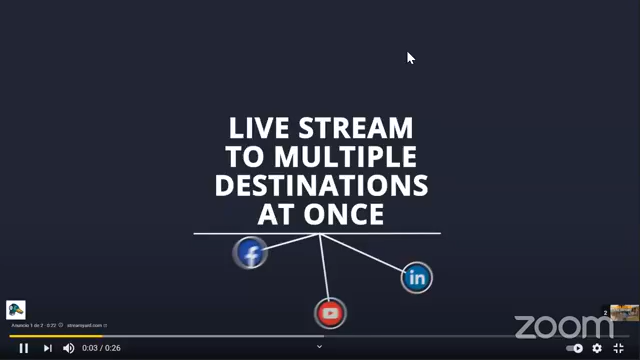 LIVE STREAM
TO MULTIPLE
DESTINATIONS
AT ONCE
f
in
Anuncio 1 de 2 · 0:22 streamyard.com
2
zoom
0:03 / 0:26